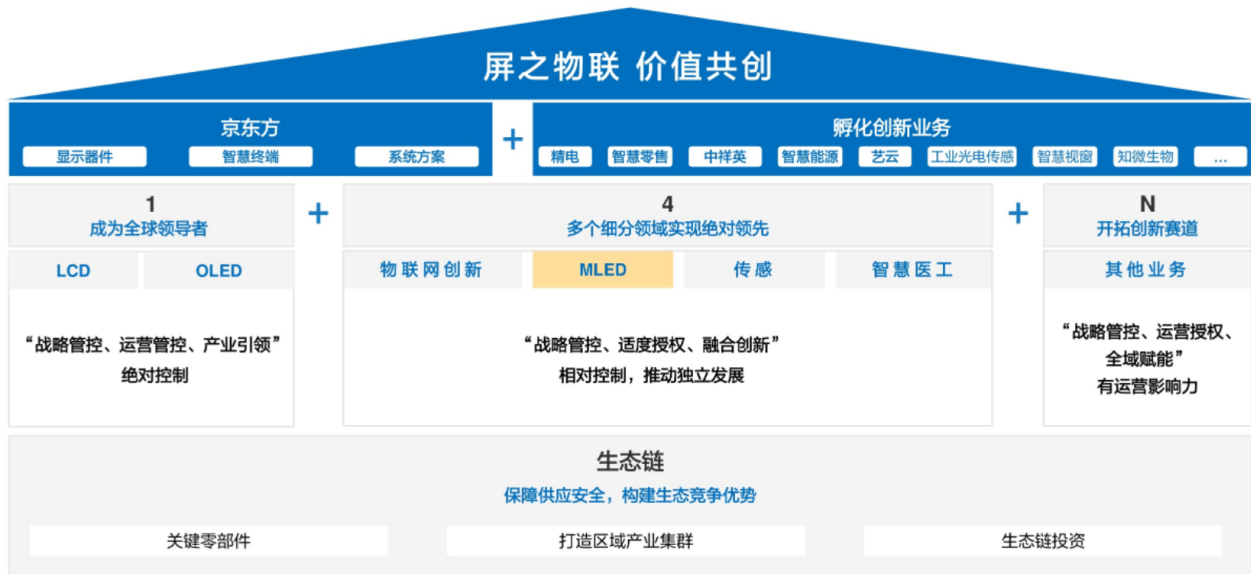 屏之物联 价值共创
京东方
显示器件 智慧终端 系统方案
+
孵化创新业务
精电 智慧零售 中祥英 智慧能源 艺云 工业光电传感 智慧视窗 知微生物 ...
1
成为全球领导者
LCD OLED
“战略管控、运营管控、产业引领”
绝对控制
+
4
多个细分领域实现绝对领先
物联网创新 MLED 传感 智慧医工
“战略管控、适度授权、融合创新”
相对控制，推动独立发展
+
N
开拓创新赛道
其他业务
“战略管控、运营授权、
全域赋能”
有运营影响力
生态链
保障供应安全，构建生态竞争优势
关键零部件 打造区域产业集群 生态链投资